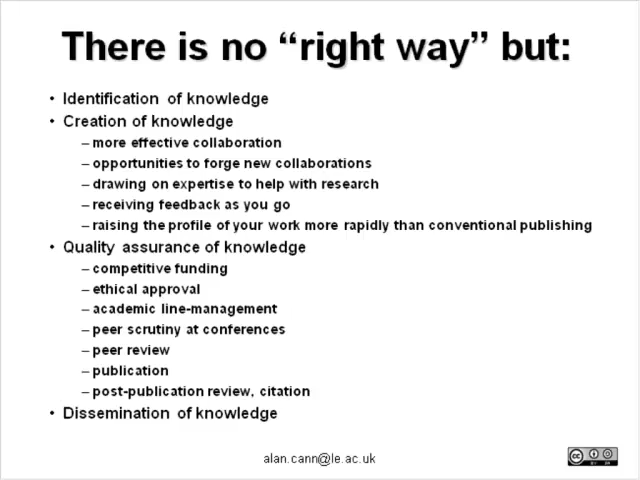 There is no “right way” but:
• Identification of knowledge
• Creation of knowledge
– more effective collaboration
– opportunities to forge new collaborations
– drawing on expertise to help with research
– receiving feedback as you go
– raising the profile of your work more rapidly than conventional publishing
• Quality assurance of knowledge
– competitive funding
– ethical approval
– academic line-management
– peer scrutiny at conferences
– peer review
– publication
– post-publication review, citation
• Dissemination of knowledge
alan.cann@le.ac.uk
cc
BY SA